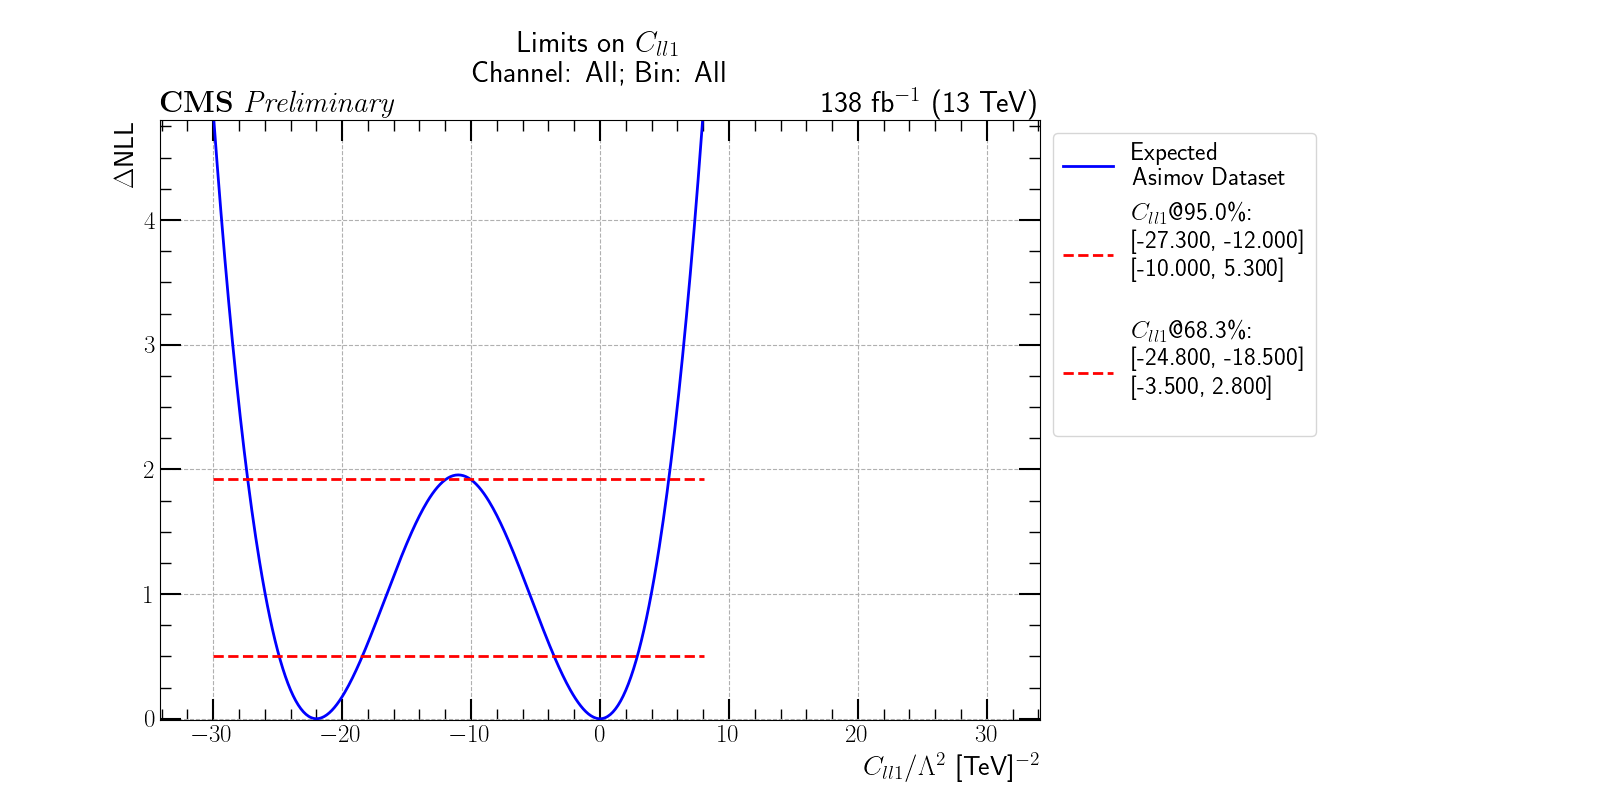 Limits on C_{ll1}
Channel: All; Bin: All
CMS Preliminary
138 fb^{-1} (13 TeV)
ΔNLL
4
3
2
1
0
−30 −20 −10 0 10 20 30
C_{ll1}/Λ^2 [TeV]^{-2}
Expected
Asimov Dataset
C_{ll1}@95.0%:
[-27.300, -12.000]
[-10.000, 5.300]
C_{ll1}@68.3%:
[-24.800, -18.500]
[-3.500, 2.800]